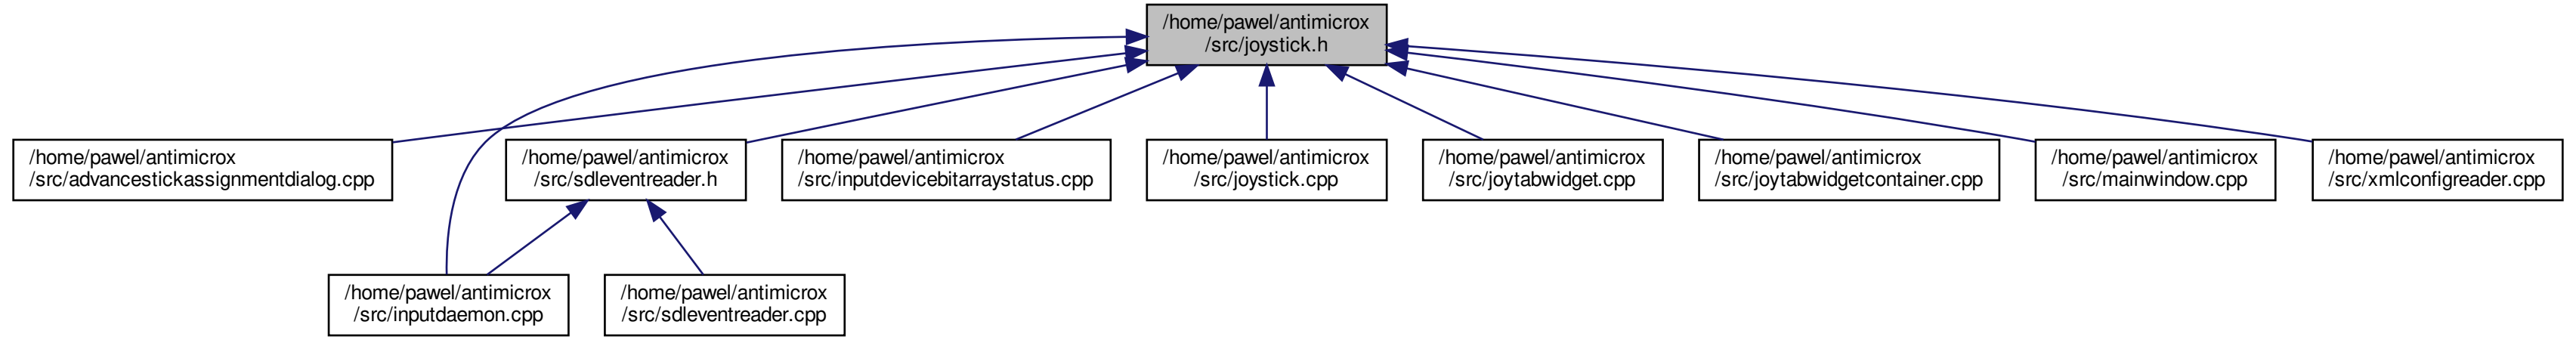 /home/pawel/antimicrox
/src/joystick.h
/home/pawel/antimicrox
/src/advancestickassignmentdialog.cpp
/home/pawel/antimicrox
/src/sdleventreader.h
/home/pawel/antimicrox
/src/inputdevicebitarraystatus.cpp
/home/pawel/antimicrox
/src/joystick.cpp
/home/pawel/antimicrox
/src/joytabwidget.cpp
/home/pawel/antimicrox
/src/joytabwidgetcontainer.cpp
/home/pawel/antimicrox
/src/mainwindow.cpp
/home/pawel/antimicrox
/src/xmlconfigreader.cpp
/home/pawel/antimicrox
/src/inputdaemon.cpp
/home/pawel/antimicrox
/src/sdleventreader.cpp